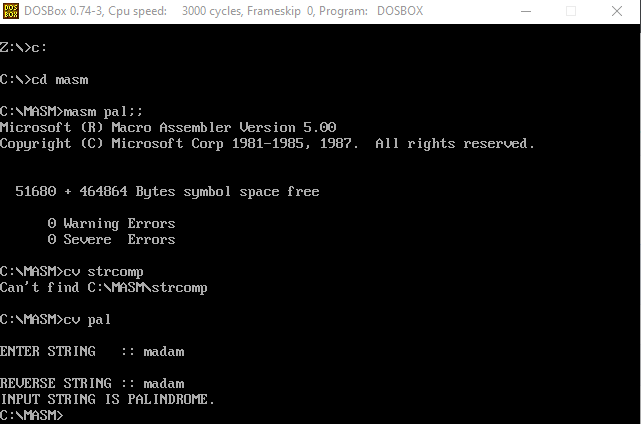 DOS
BOX
DOSBox 0.74-3, Cpu speed: 3000 cycles, Frameskip 0, Program: DOSBOX
Z:\>c:
C:\>cd masm
C:\MASM>masm pal;;
Microsoft (R) Macro Assembler Version 5.00
Copyright (C) Microsoft Corp 1981-1985, 1987. All rights reserved.
51680 + 464864 Bytes symbol space free
0 Warning Errors
0 Severe Errors
C:\MASM>cv strcomp
Can't find C:\MASM\strcomp
C:\MASM>cv pal
ENTER STRING :: madam
REVERSE STRING :: madam
INPUT STRING IS PALINDROME.
C:\MASM>